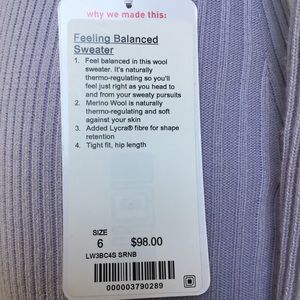 why we made this:
Feeling Balanced
Sweater
1. Feel balanced in this wool
sweater. It's naturally
thermo-regulating so you'll
feel just right as you head to
and from your sweaty pursuits
2. Merino Wool is naturally
thermo-regulating and soft
against your skin
3. Added Lycra® fibre for shape
retention
4. Tight fit, hip length
SIZE
6 $98.00
LW3BC4S SRNB
000003790289